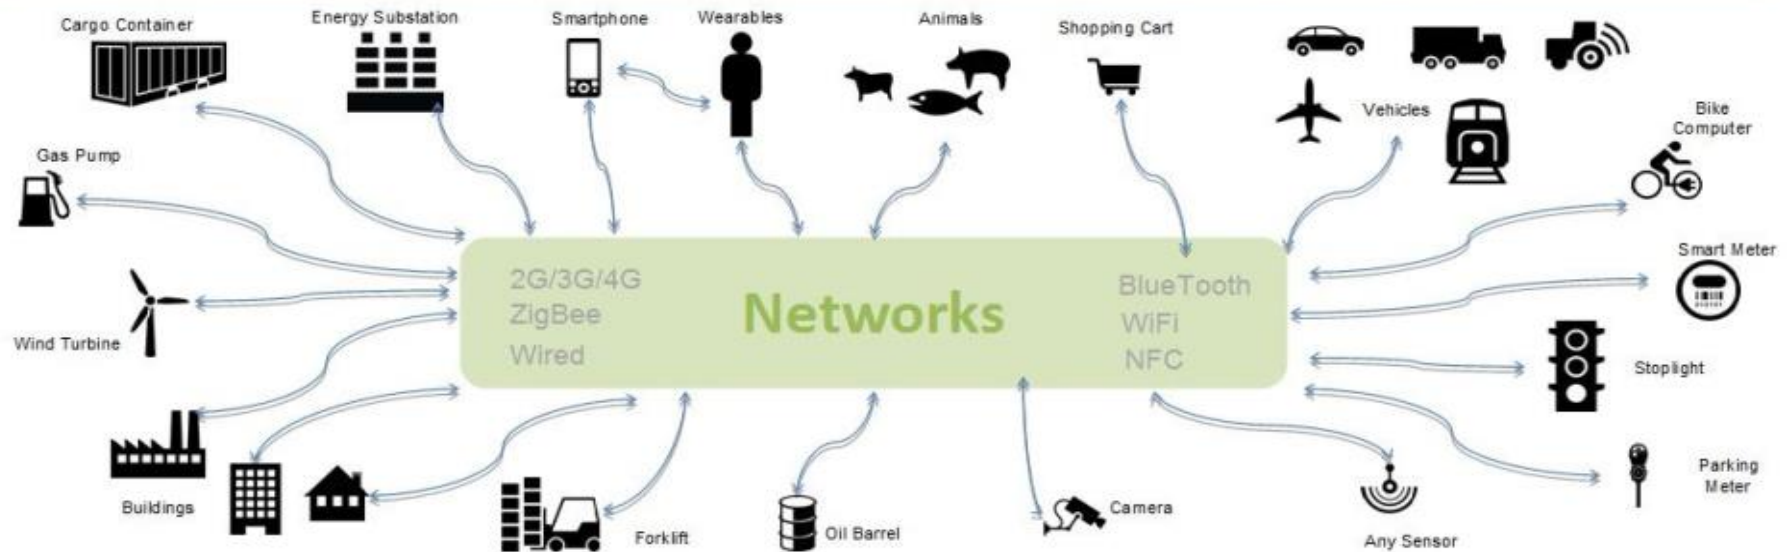 Cargo Container
Energy Substation
Smartphone
Wearables
Animals
Shopping Cart
Vehicles
Bike
Computer
Gas Pump
Smart Meter
2G/3G/4G
ZigBee
Wired
Networks
BlueTooth
WiFi
NFC
Wind Turbine
Stoplight
Buildings
Forklift
Oil Barrel
Camera
Any Sensor
Parking
Meter